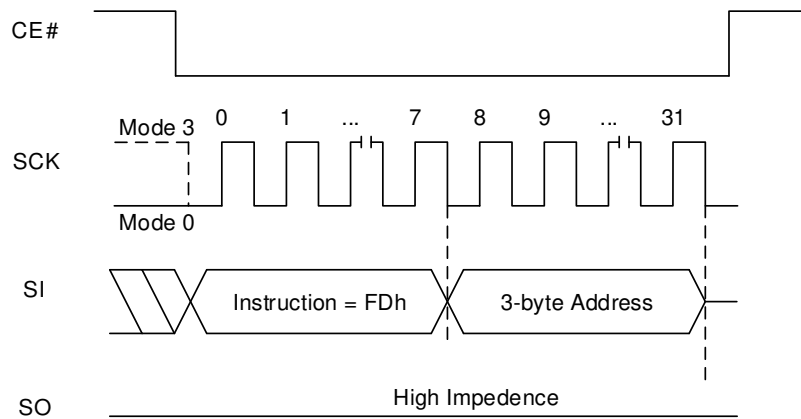 CE#
Mode 3
0 1 ... 7 8 9 ... 31
SCK
Mode 0
SI
Instruction = FDh
3-byte Address
High Impedence
SO